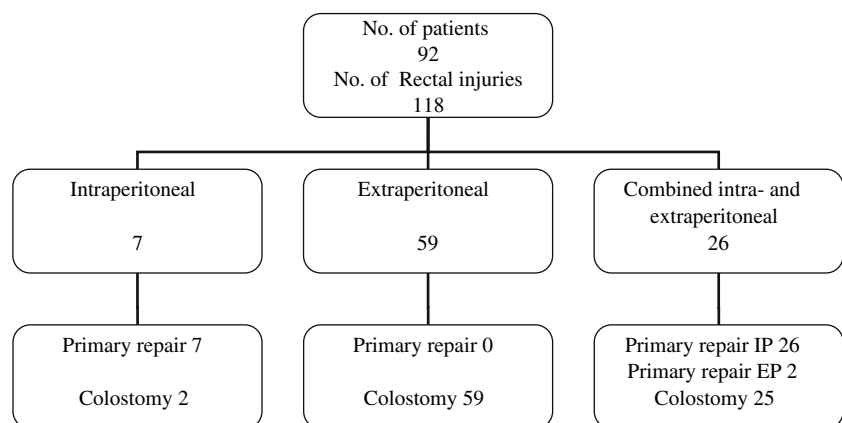 No. of patients
92
No. of Rectal injuries
118
Intraperitoneal
7
Extraperitoneal
59
Combined intra- and
extraperitoneal
26
Primary repair 7
Colostomy 2
Primary repair 0
Colostomy 59
Primary repair IP 26
Primary repair EP 2
Colostomy 25